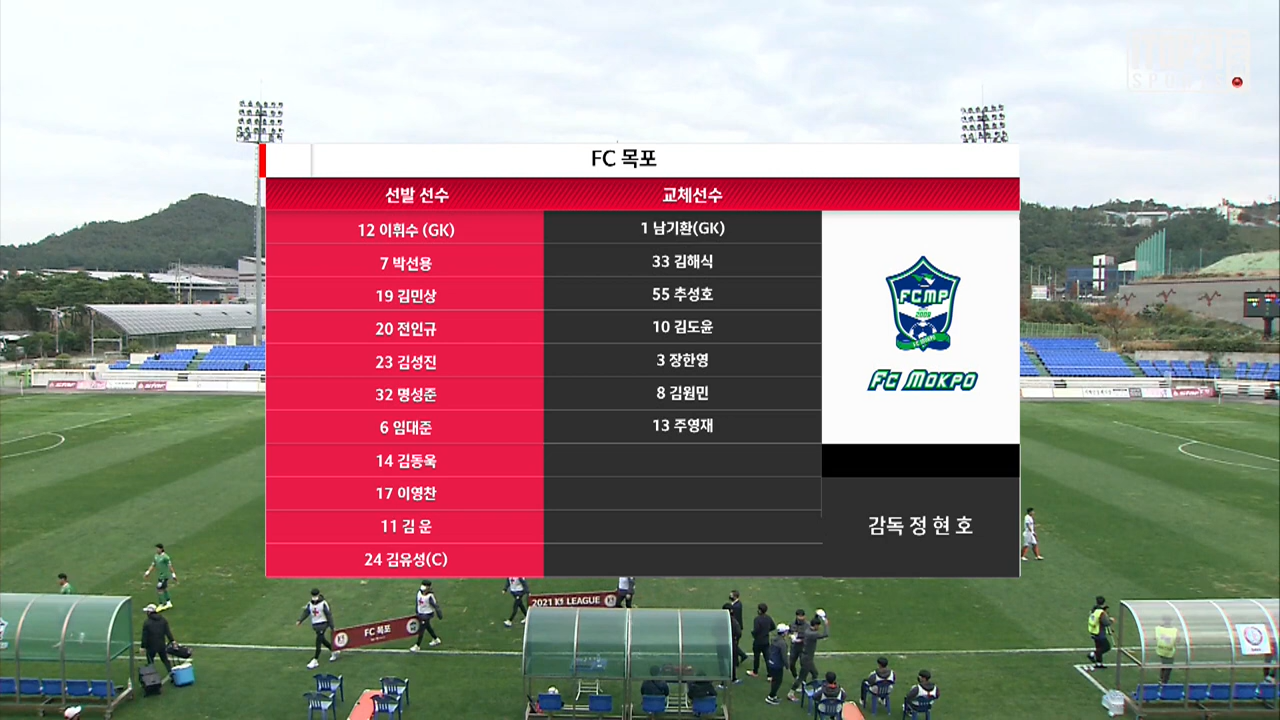 FC 목포
선발 선수
교체선수
12 이휘수 (GK)
7 박선용
19 김민상
20 전인규
23 김성진
32 명성준
6 임대준
14 김동욱
17 이영찬
11 김 운
24 김유성(C)
1 남기환(GK)
33 김해식
55 추성호
10 김도윤
3 장한영
8 김원민
13 주영재
FCMP
2009
FC MOKPO
감독 정 현 호
2021 K3 LEAGUE
FC 목포